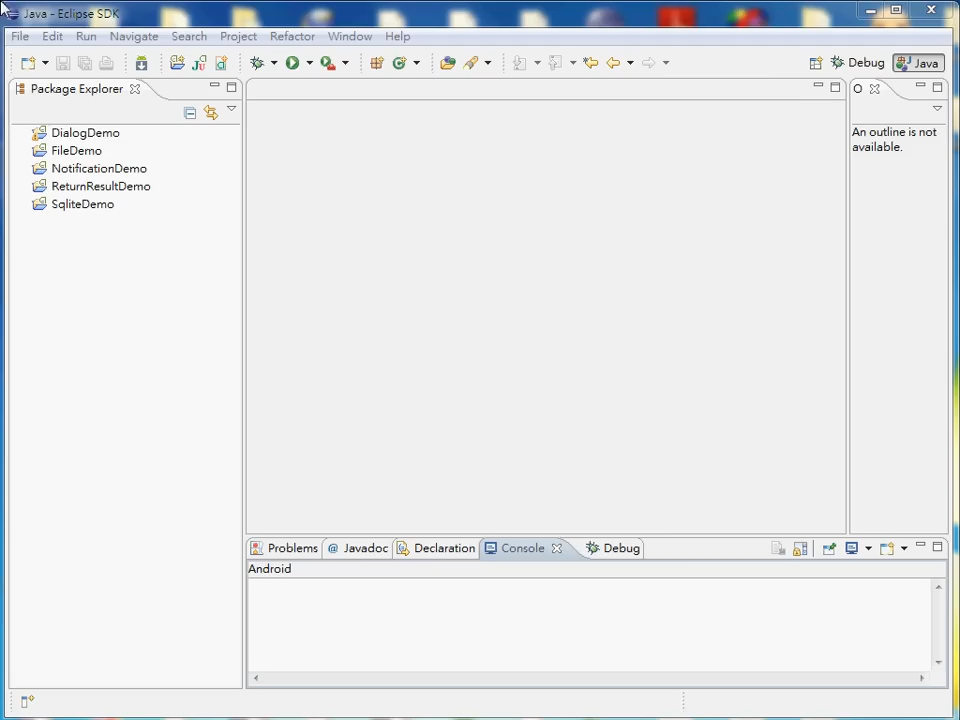 Java - Eclipse SDK
File Edit Run Navigate Search Project Refactor Window Help
Debug Java
Package Explorer
O
DialogDemo
FileDemo
NotificationDemo
ReturnResultDemo
SqliteDemo
An outline is not
available.
Problems @ Javadoc Declaration Console Debug
Android